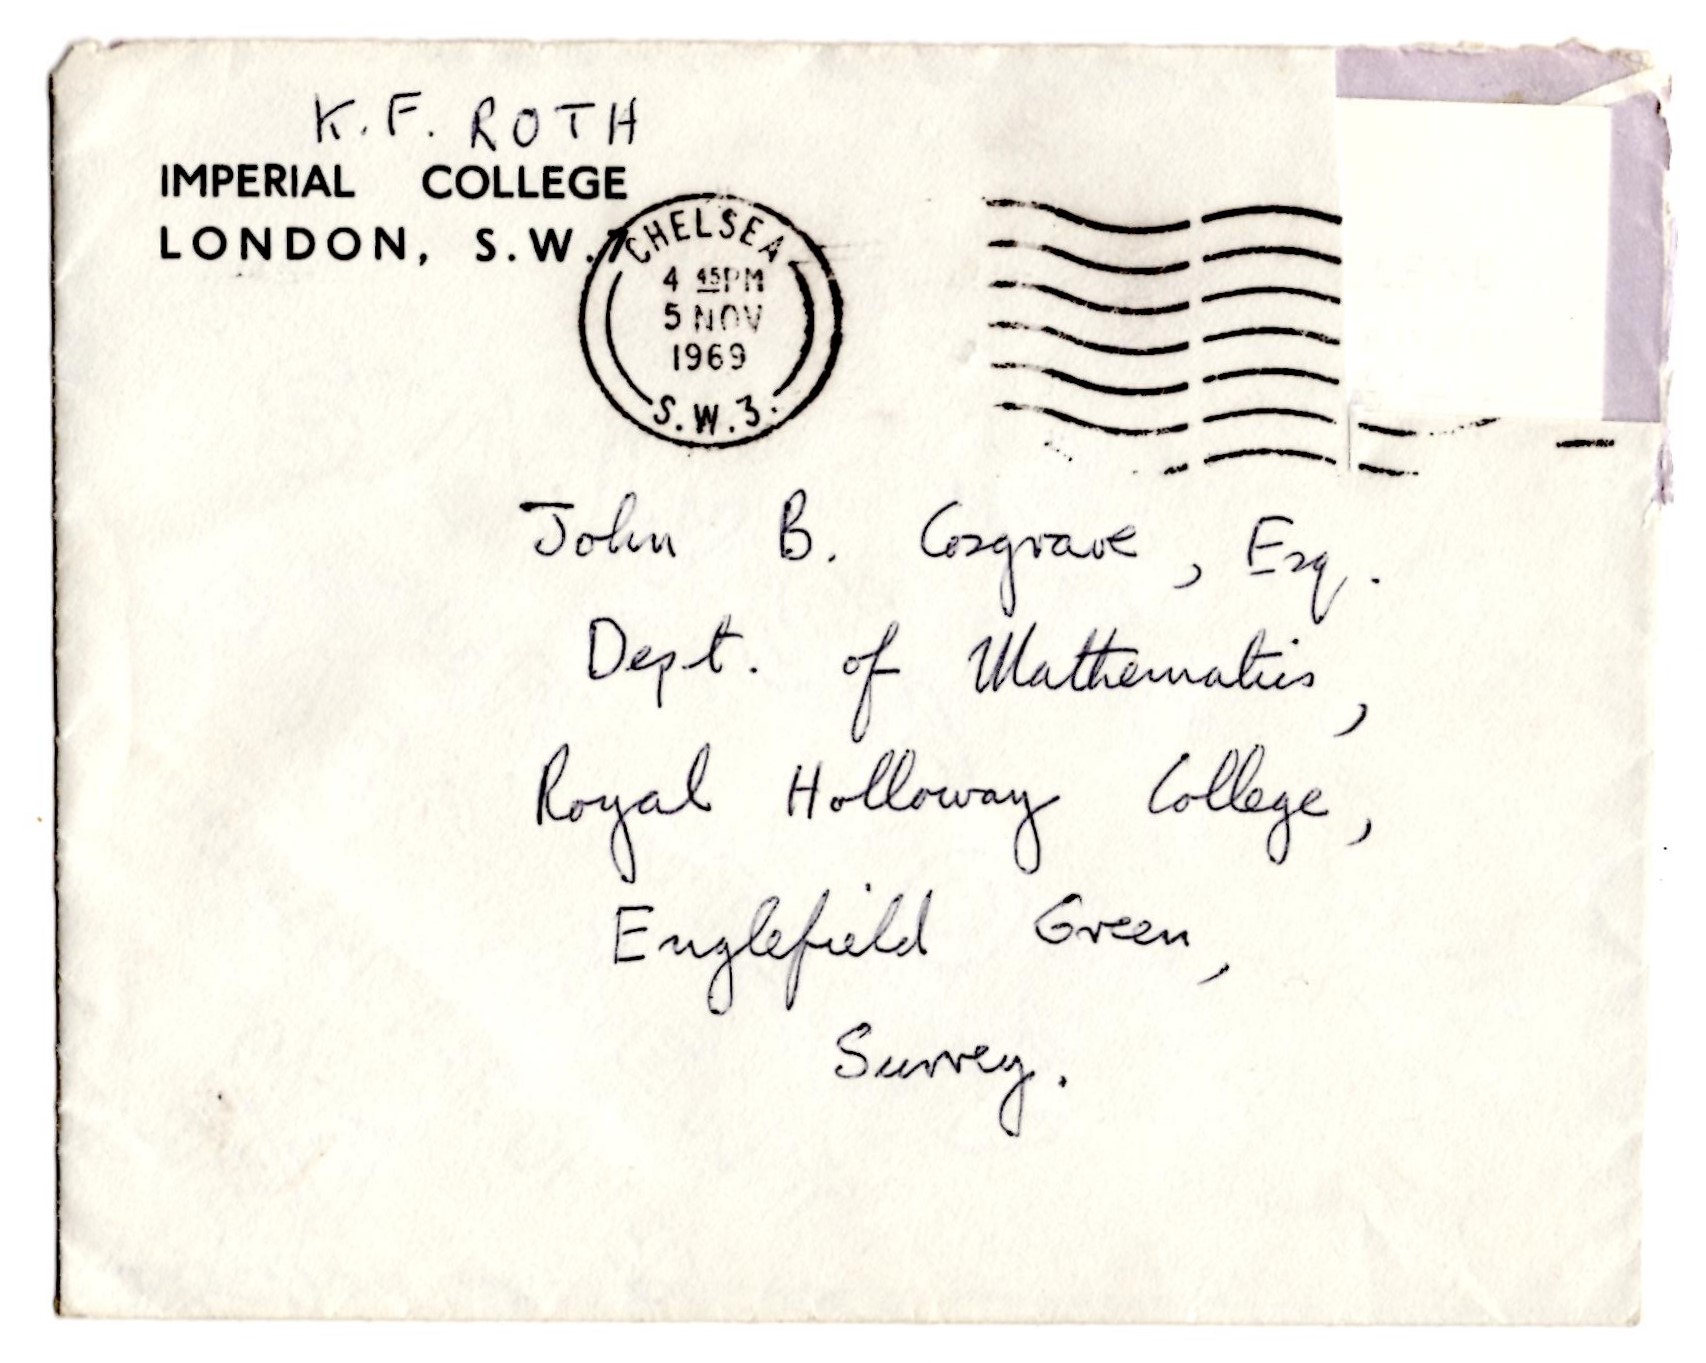 K. F. ROTH
IMPERIAL COLLEGE
LONDON, S.W.7
CHELSEA
4 45PM
5 NOV
1969
S.W.3.
John B. Cosgrave, Esq.
Dept. of Mathematics,
Royal Holloway College,
Englefield Green,
Surrey.